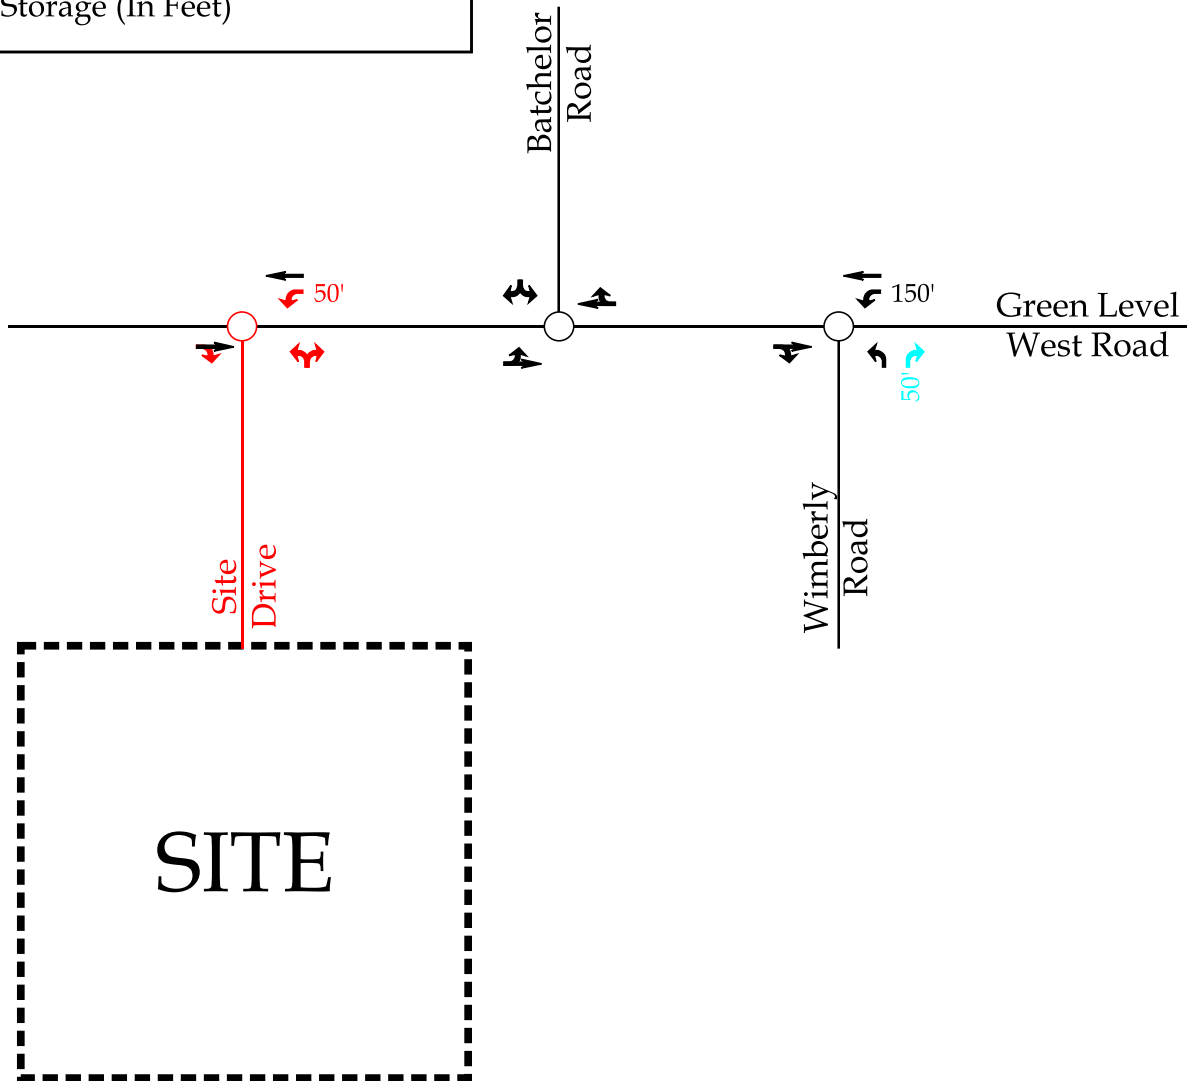 Storage (In Feet)
Batchelor
Road
50'
150'
Green Level
West Road
50'
Wimberly
Road
Site
Drive
SITE